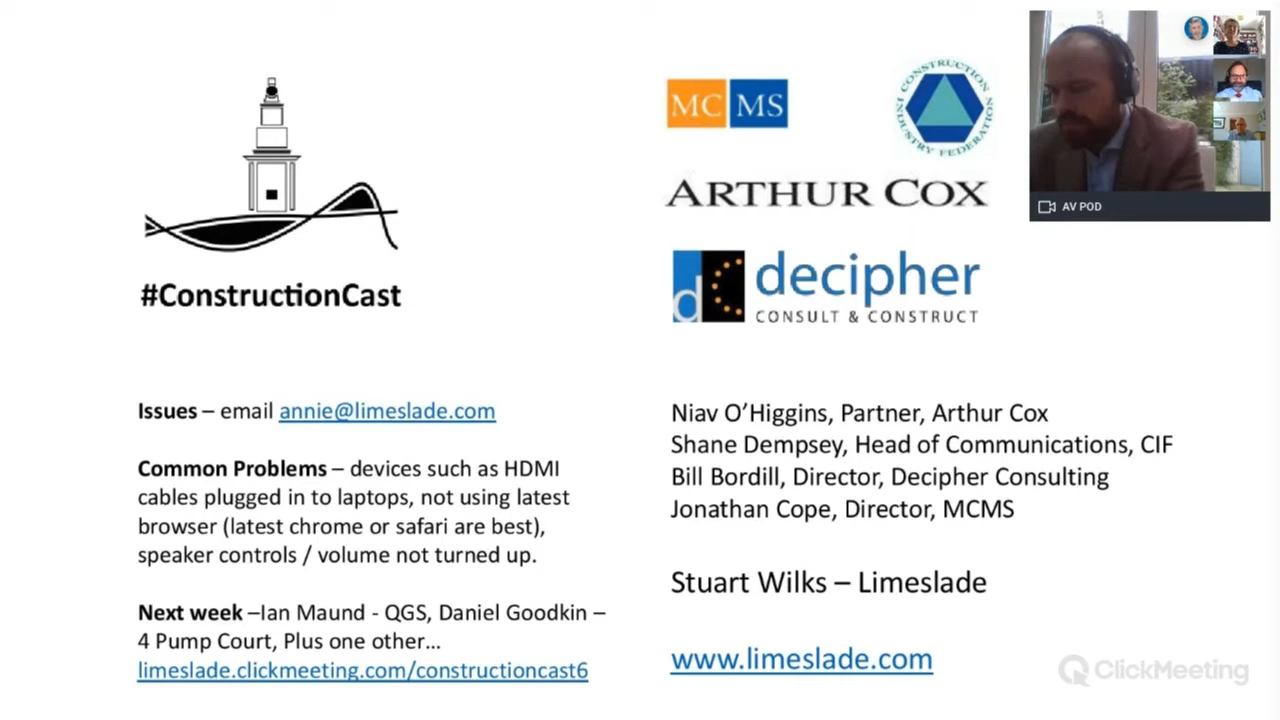 #ConstructionCast
Issues – email annie@limeslade.com
Common Problems – devices such as HDMI
cables plugged in to laptops, not using latest
browser (latest chrome or safari are best),
speaker controls / volume not turned up.
Next week –Ian Maund - QGS, Daniel Goodkin –
4 Pump Court, Plus one other…
limeslade.clickmeeting.com/constructioncast6
MC MS
CONSTRUCTION INDUSTRY FEDERATION
ARTHUR COX
dc decipher
CONSULT & CONSTRUCT
Niav O’Higgins, Partner, Arthur Cox
Shane Dempsey, Head of Communications, CIF
Bill Bordill, Director, Decipher Consulting
Jonathan Cope, Director, MCMS
Stuart Wilks – Limeslade
www.limeslade.com
AV POD
ClickMeeting